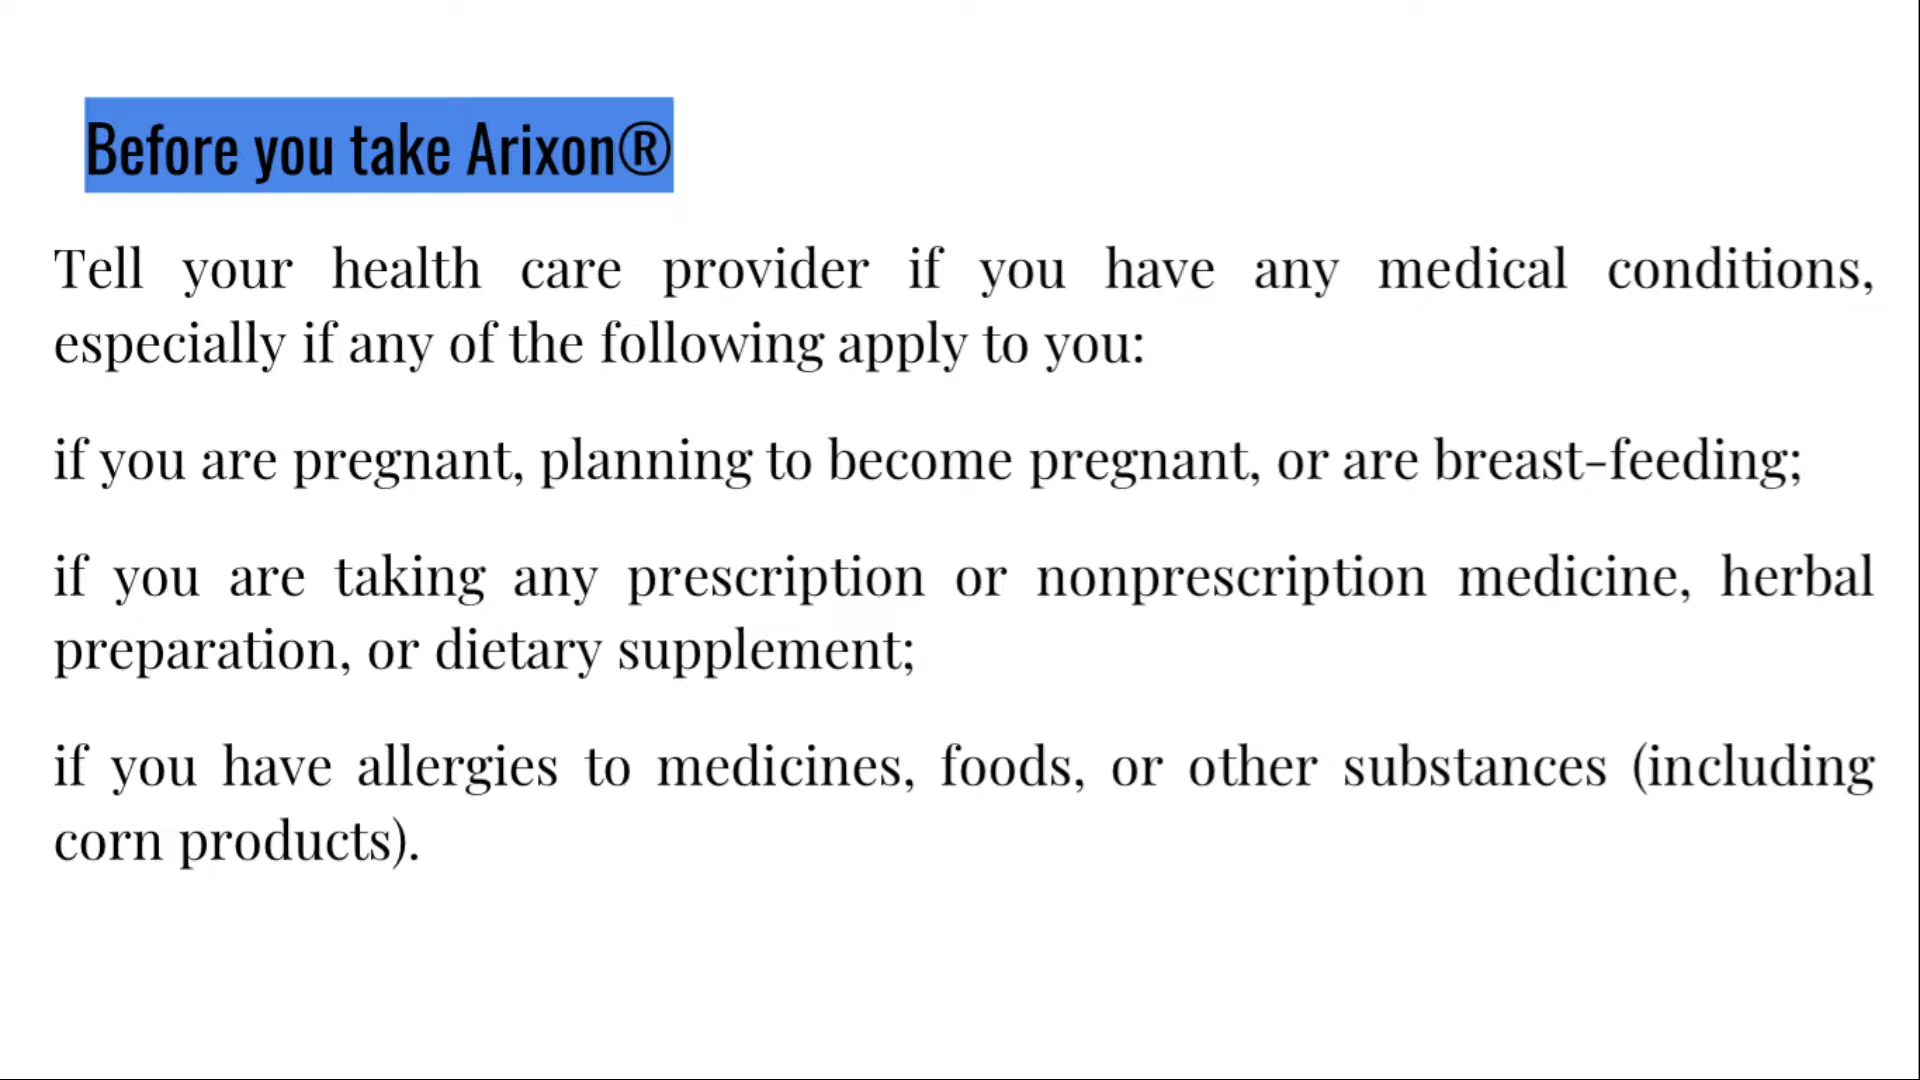 Before you take Arixon®
Tell your health care provider if you have any medical conditions,
especially if any of the following apply to you:
if you are pregnant, planning to become pregnant, or are breast-feeding;
if you are taking any prescription or nonprescription medicine, herbal
preparation, or dietary supplement;
if you have allergies to medicines, foods, or other substances (including
corn products).